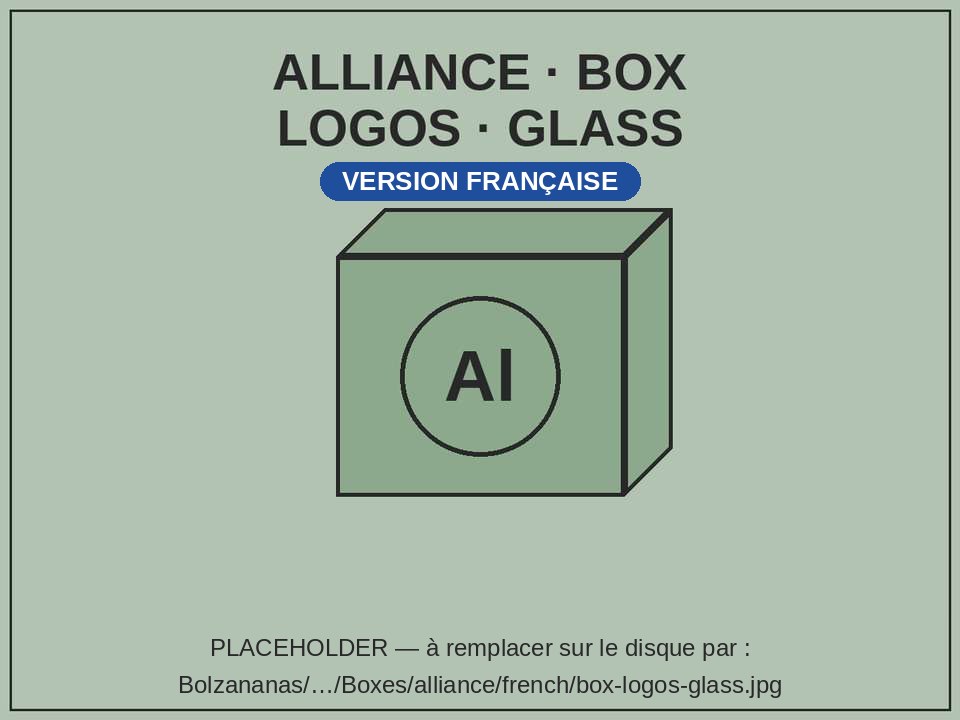 ALLIANCE · BOX
LOGOS · GLASS
VERSION FRANÇAISE
Al
PLACEHOLDER — à remplacer sur le disque par :
Bolzananas/…/Boxes/alliance/french/box-logos-glass.jpg